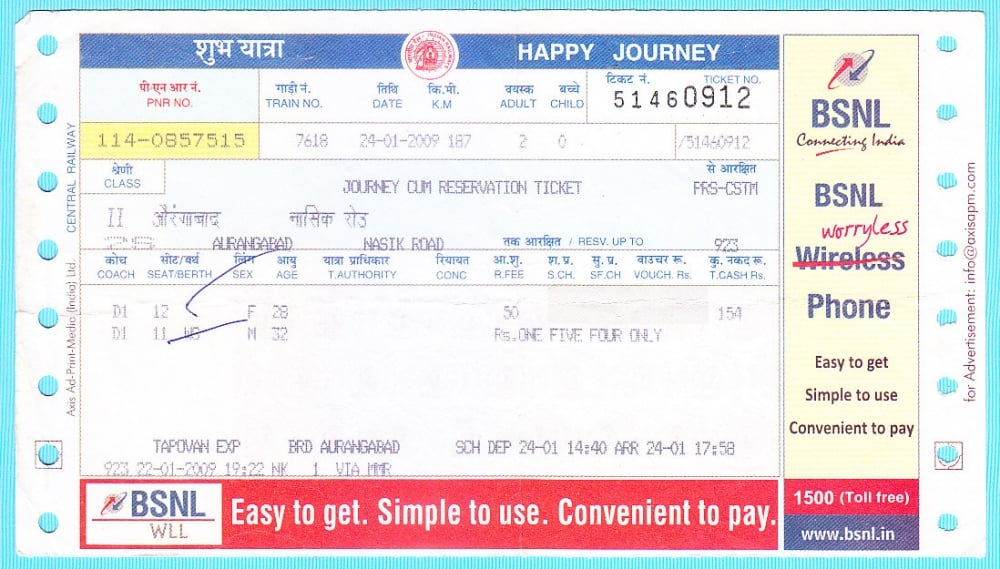 शुभ यात्रा HAPPY JOURNEY
पी एन आर नं. गाड़ी नं. तिथि कि.मी. वयस्क बच्चे टिकट नं. TICKET NO.
PNR NO. TRAIN NO. DATE K.M ADULT CHILD 51460912
114-0857515 7618 24-01-2009 187 2 0 /51460912
श्रेणी से आरक्षित
CLASS JOURNEY CUM RESERVATION TICKET PRS-CSTM
II औरंगाबाद नासिक रोड
2S AURANGABAD NASIK ROAD तक आरक्षित / RESV. UP TO 923
कोच सीट/बर्थ लिंग आयु यात्रा प्राधिकार रियायत आ.शु. श.प्र. सु.प्र. वाउचर रू. कु. नकद रू.
COACH SEAT/BERTH SEX AGE T.AUTHORITY CONC R.FEE S.CH. SF.CH VOUCH. Rs. T.CASH Rs.
D1 12 F 28 50 154
D1 11 WS M 32 Rs.ONE FIVE FOUR ONLY
TAPOVAN EXP BRD AURANGABAD SCH DEP 24-01 14:40 ARR 24-01 17:58
923 22-01-2009 19:22 NK 1 VIA MMR
BSNL
WLL
Easy to get. Simple to use. Convenient to pay.
BSNL
Connecting India
BSNL
worryless
Wireless
Phone
Easy to get
Simple to use
Convenient to pay
1500 (Toll free)
www.bsnl.in
CENTRAL RAILWAY
Axis Ad-Print-Media (India) Ltd.
for Advertisement: info@axisapm.com